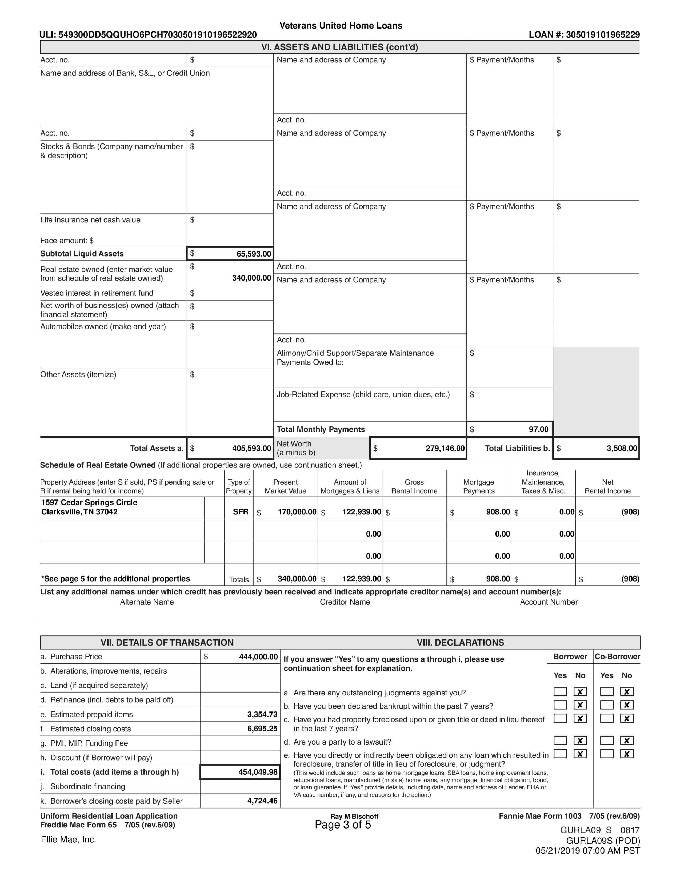 Veterans United Home Loans
ULI: 549300DD5QQUHO6PCH7030501910196522920 LOAN #: 305019101965229
VI. ASSETS AND LIABILITIES (cont'd)
Acct. no. $ Name and address of Company $ Payment/Months $
Name and address of Bank, S&L, or Credit Union
Acct. no.
Acct. no. $ Name and address of Company $ Payment/Months $
Stocks & Bonds (Company name/number $
& description)
Acct. no.
Name and address of Company $ Payment/Months $
Life insurance net cash value $
Face amount: $
Subtotal Liquid Assets $ 65,593.00
Real estate owned (enter market value $ Acct. no.
from schedule of real estate owned) 340,000.00 Name and address of Company $ Payment/Months $
Vested interest in retirement fund $
Net worth of business(es) owned (attach $
financial statement)
Automobiles owned (make and year) $
Acct. no.
Alimony/Child Support/Separate Maintenance $
Payments Owed to:
Other Assets (itemize) $
Job-Related Expense (child care, union dues, etc.) $
Total Monthly Payments $ 97.00
Total Assets a. $ 405,593.00 Net Worth $ 279,146.00 Total Liabilities b. $ 3,508.00
(a minus b)
Schedule of Real Estate Owned (If additional properties are owned, use continuation sheet.)
Insurance,
Property Address (enter S if sold, PS if pending sale or Type of Present Amount of Gross Mortgage Maintenance, Net
R if rental being held for income) Property Market Value Mortgages & Liens Rental Income Payments Taxes & Misc. Rental Income
1597 Cedar Springs Circle
Clarksville, TN 37042 SFR $ 170,000.00 $ 122,939.00 $ $ 908.00 $ 0.00 $ (908)
0.00 0.00 0.00
0.00 0.00 0.00
*See page 5 for the additional properties Totals $ 340,000.00 $ 122,939.00 $ $ 908.00 $ $ (908)
List any additional names under which credit has previously been received and indicate appropriate creditor name(s) and account number(s):
Alternate Name Creditor Name Account Number
VII. DETAILS OF TRANSACTION VIII. DECLARATIONS
a. Purchase Price $ 444,000.00 If you answer "Yes" to any questions a through i, please use Borrower Co-Borrower
continuation sheet for explanation.
b. Alterations, improvements, repairs Yes No Yes No
c. Land (if acquired separately)
a. Are there any outstanding judgments against you? X X
d. Refinance (incl. debts to be paid off)
b. Have you been declared bankrupt within the past 7 years? X X
e. Estimated prepaid items 3,354.73
c. Have you had property foreclosed upon or given title or deed in lieu thereof X X
f. Estimated closing costs 6,695.25
in the last 7 years?
g. PMI, MIP, Funding Fee
d. Are you a party to a lawsuit? X X
h. Discount (if Borrower will pay)
e. Have you directly or indirectly been obligated on any loan which resulted in X X
foreclosure, transfer of title in lieu of foreclosure, or judgment?
i. Total costs (add items a through h) 454,049.98
(This would include such loans as home mortgage loans, SBA loans, home improvement loans,
educational loans, manufactured (mobile) home loans, any mortgage, financial obligation, bond,
j. Subordinate financing
or loan guarantee. If "Yes" provide details, including date, name and address of Lender, FHA or
VA case number, if any, and reasons for the action.)
k. Borrower's closing costs paid by Seller 4,724.46
Uniform Residential Loan Application Ray M Bischoff Fannie Mae Form 1003 7/05 (rev.6/09)
Freddie Mac Form 65 7/05 (rev.6/09) Page 3 of 5
GURLA09_S 0817
Ellie Mae, Inc. GURLA09S (POD)
05/21/2019 07:00 AM PST